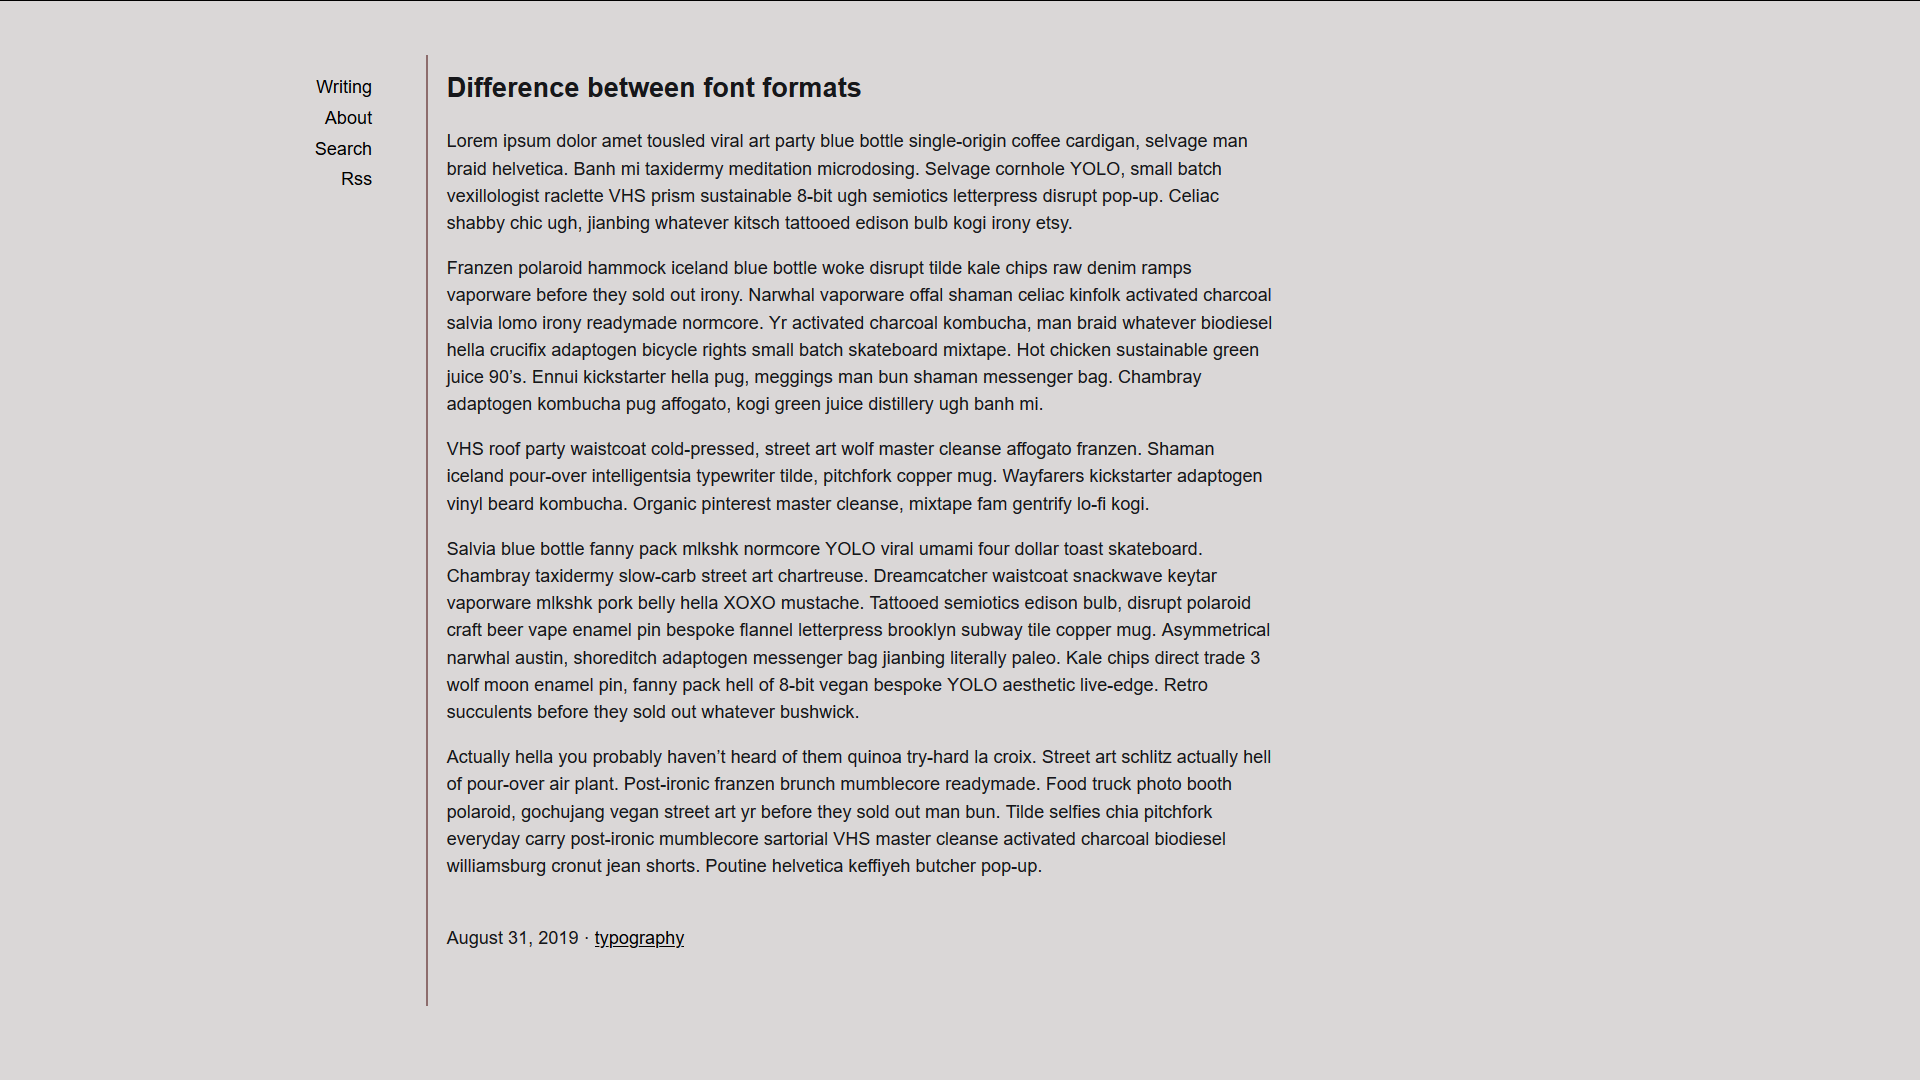 Writing
About
Search
Rss
Difference between font formats
Lorem ipsum dolor amet tousled viral art party blue bottle single-origin coffee cardigan, selvage man
braid helvetica. Banh mi taxidermy meditation microdosing. Selvage cornhole YOLO, small batch
vexillologist raclette VHS prism sustainable 8-bit ugh semiotics letterpress disrupt pop-up. Celiac
shabby chic ugh, jianbing whatever kitsch tattooed edison bulb kogi irony etsy.
Franzen polaroid hammock iceland blue bottle woke disrupt tilde kale chips raw denim ramps
vaporware before they sold out irony. Narwhal vaporware offal shaman celiac kinfolk activated charcoal
salvia lomo irony readymade normcore. Yr activated charcoal kombucha, man braid whatever biodiesel
hella crucifix adaptogen bicycle rights small batch skateboard mixtape. Hot chicken sustainable green
juice 90’s. Ennui kickstarter hella pug, meggings man bun shaman messenger bag. Chambray
adaptogen kombucha pug affogato, kogi green juice distillery ugh banh mi.
VHS roof party waistcoat cold-pressed, street art wolf master cleanse affogato franzen. Shaman
iceland pour-over intelligentsia typewriter tilde, pitchfork copper mug. Wayfarers kickstarter adaptogen
vinyl beard kombucha. Organic pinterest master cleanse, mixtape fam gentrify lo-fi kogi.
Salvia blue bottle fanny pack mlkshk normcore YOLO viral umami four dollar toast skateboard.
Chambray taxidermy slow-carb street art chartreuse. Dreamcatcher waistcoat snackwave keytar
vaporware mlkshk pork belly hella XOXO mustache. Tattooed semiotics edison bulb, disrupt polaroid
craft beer vape enamel pin bespoke flannel letterpress brooklyn subway tile copper mug. Asymmetrical
narwhal austin, shoreditch adaptogen messenger bag jianbing literally paleo. Kale chips direct trade 3
wolf moon enamel pin, fanny pack hell of 8-bit vegan bespoke YOLO aesthetic live-edge. Retro
succulents before they sold out whatever bushwick.
Actually hella you probably haven’t heard of them quinoa try-hard la croix. Street art schlitz actually hell
of pour-over air plant. Post-ironic franzen brunch mumblecore readymade. Food truck photo booth
polaroid, gochujang vegan street art yr before they sold out man bun. Tilde selfies chia pitchfork
everyday carry post-ironic mumblecore sartorial VHS master cleanse activated charcoal biodiesel
williamsburg cronut jean shorts. Poutine helvetica keffiyeh butcher pop-up.
August 31, 2019 · typography